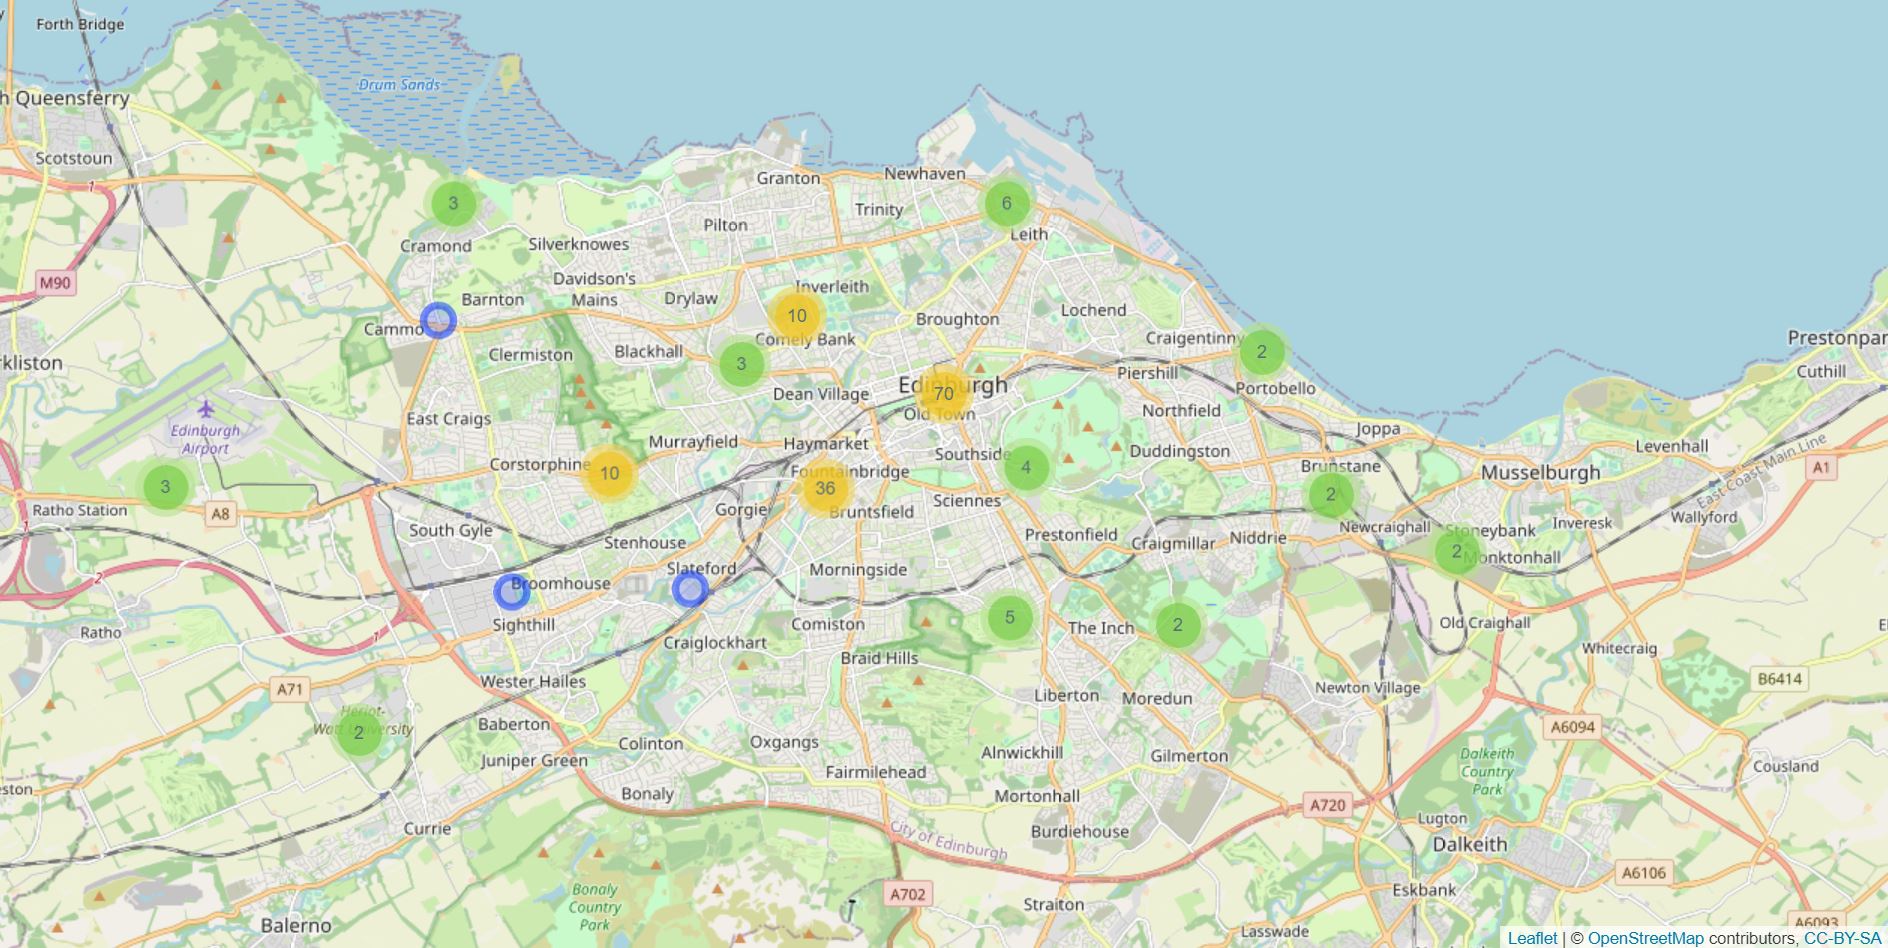 Forth Bridge
Drum Sands
h Queensferry
Scotstoun
1
Granton
Newhaven
3
6
Trinity
Pilton
Leith
Cramond
Silverknowes
M90
Davidson's
Mains
Inverleith
Barnton
Drylaw
Lochend
10
Broughton
Cammo
Craigentinny
Prestonpar
Comely Bank
Clermiston
Blackhall
2
rkliston
3
Piershill
Cuthill
Edinburgh
70
Portobello
Dean Village
Old Town
Northfield
East Craigs
Edinburgh
Airport
Joppa
Murrayfield
Haymarket
Levenhall
Southside
Duddingston
East Coast Main Line
Corstorphine
10
Fountainbridge
4
Brunstane
Musselburgh
A1
3
36
2
Sciennes
Ratho Station
A8
Gorgie
Bruntsfield
Wallyford
1
South Gyle
Newcraighall
Stoneybank
Inveresk
Stenhouse
Prestonfield
Craigmillar
Niddrie
2
Monktonhall
2
Slateford
Morningside
Broomhouse
Ratho
1
Sighthill
Comiston
5
The Inch
2
Old Craighall
Craiglockhart
Whitecraig
Braid Hills
Wester Hailes
B6414
A71
Liberton
Moredun
Newton Village
Heriot-
Watt University
2
Baberton
A6094
Colinton
Oxgangs
Alnwickhill
Gilmerton
Juniper Green
Dalkeith
Country
Park
Cousland
Fairmilehead
eston
Bonaly
Mortonhall
A720
Currie
City of Edinburgh
Burdiehouse
Lugton
Dalkeith
A6106
Bonaly
Country
Park
A702
Eskbank
Straiton
Balerno
Lasswade
A6093
Leaflet | © OpenStreetMap contributors, CC-BY-SA